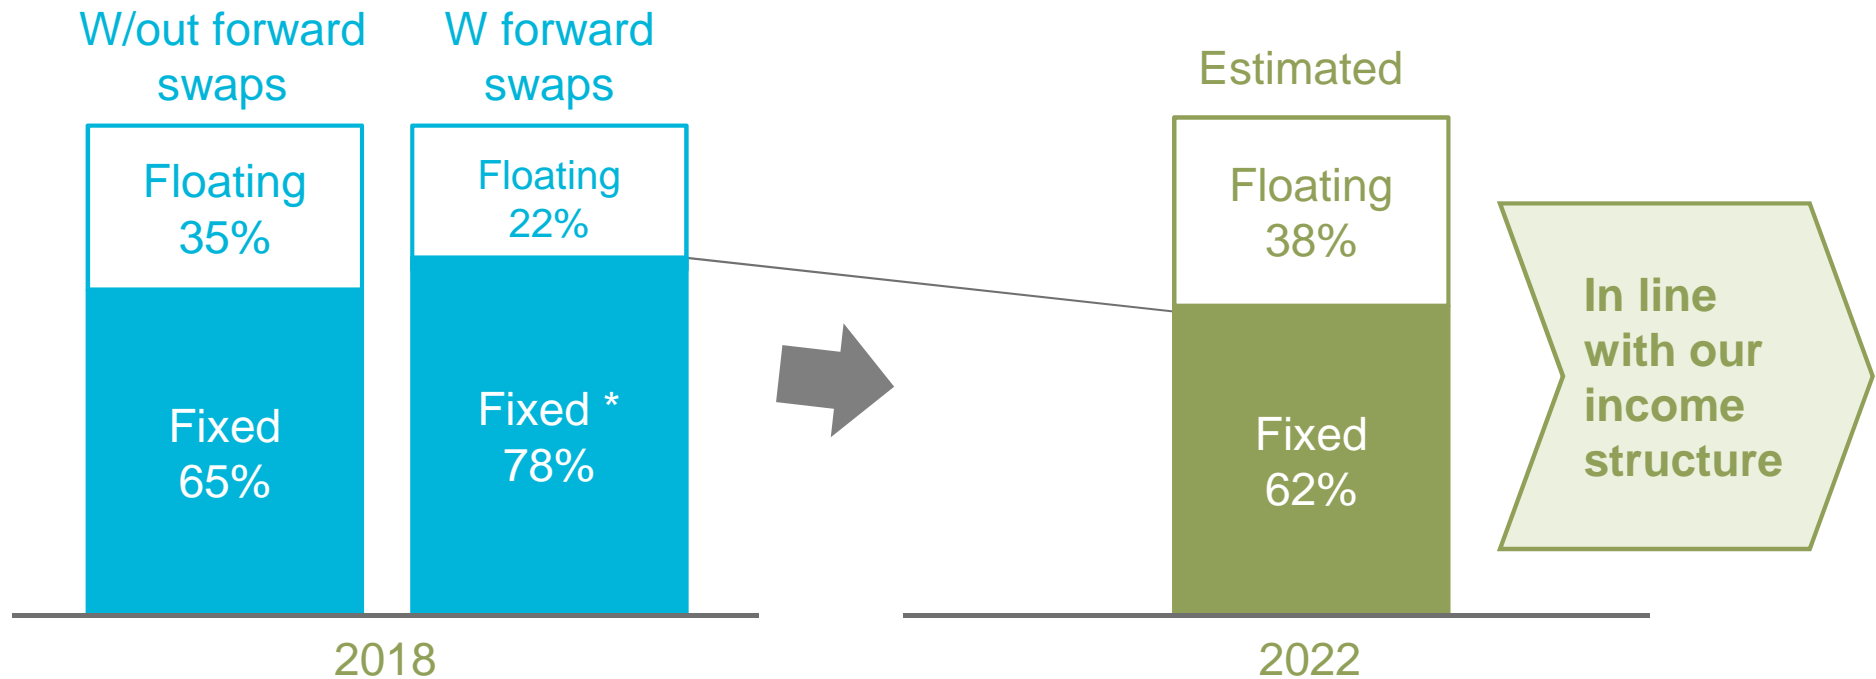 W/out forward
swaps
W forward
swaps
Estimated
Floating
35%
Floating
22%
Floating
38%
Fixed
65%
Fixed *
78%
Fixed
62%
In line
with our
income
structure
2018
2022